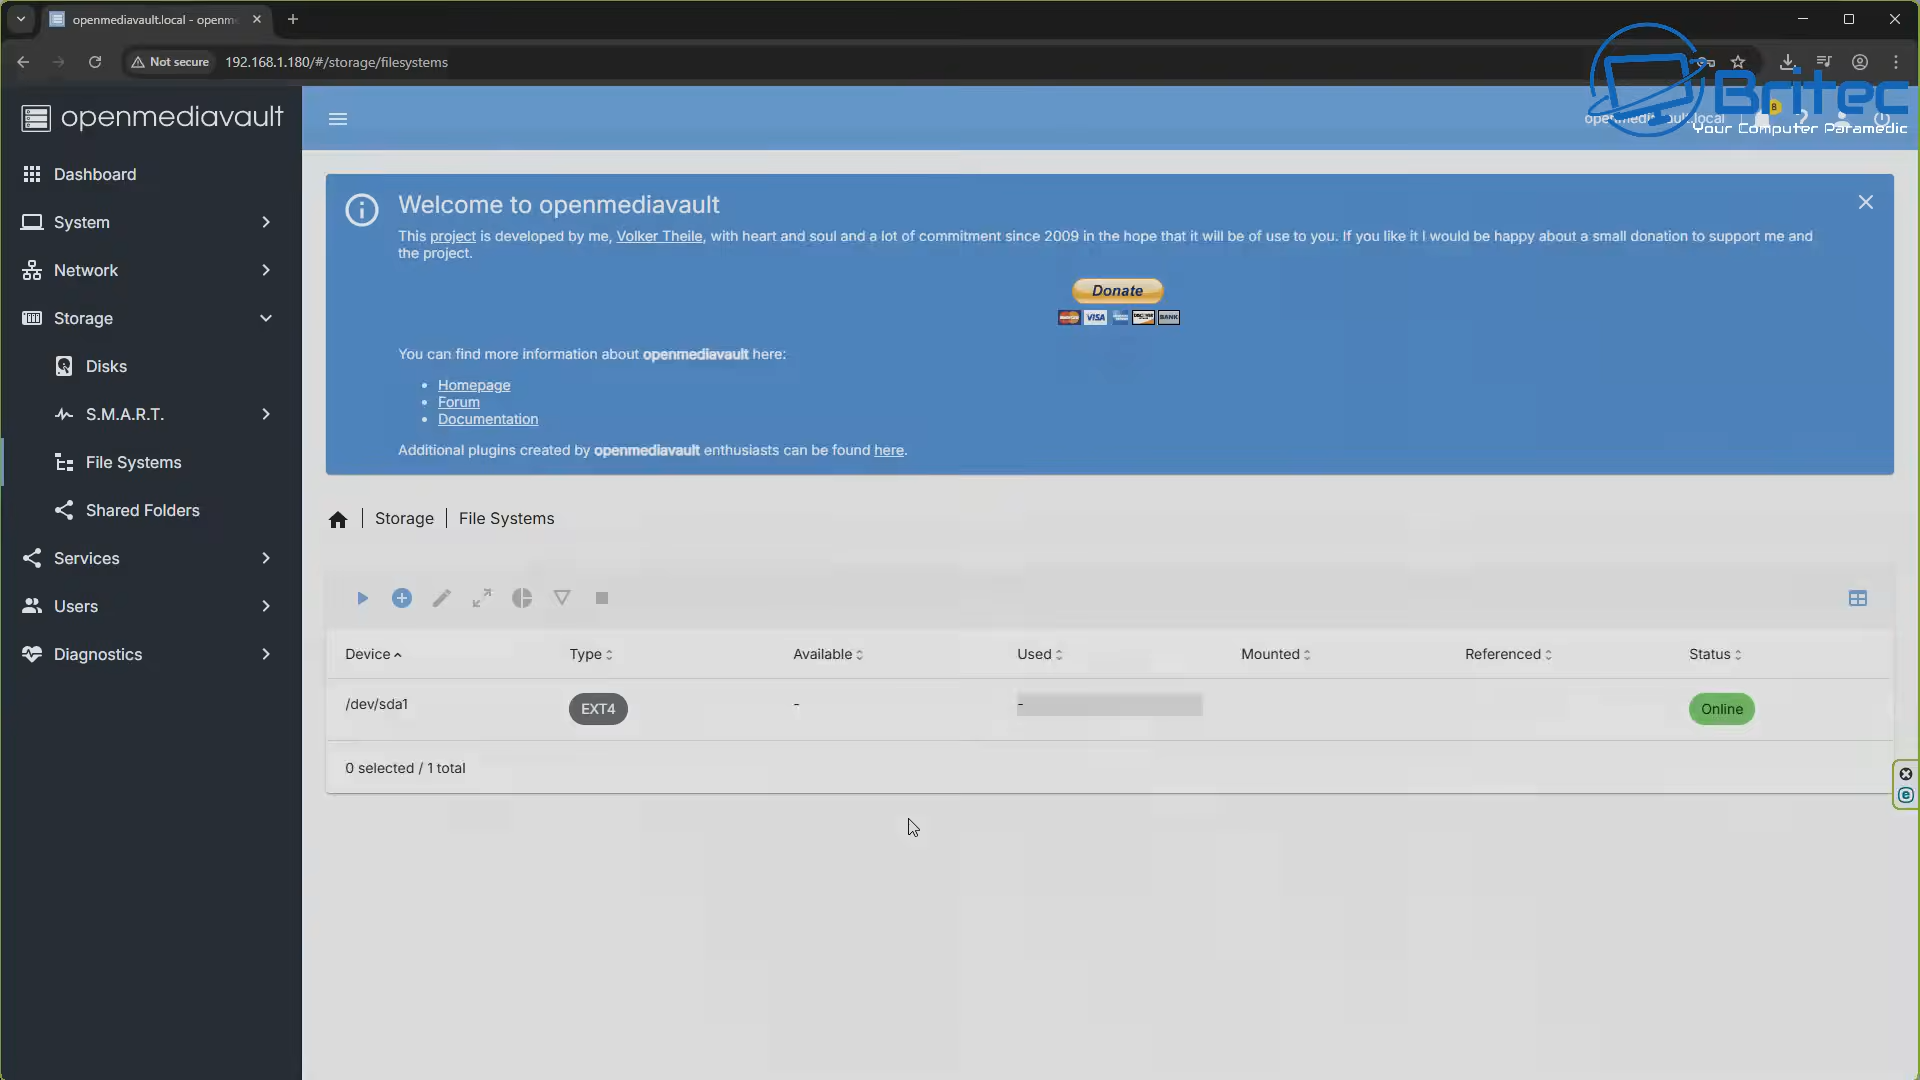 openmediavault.local - openm
Not secure
192.168.1.180/#/storage/filesystems
Britec
Your Computer Paramedic
openmediavault
openmediavault.local
8
Dashboard
System
Network
Storage
Disks
S.M.A.R.T.
File Systems
Shared Folders
Services
Users
Diagnostics
Welcome to openmediavault
This project is developed by me, Volker Theile, with heart and soul and a lot of commitment since 2009 in the hope that it will be of use to you. If you like it I would be happy about a small donation to support me and
the project.
Donate
VISA
DISCOVER
BANK
You can find more information about openmediavault here:
Homepage
Forum
Documentation
Additional plugins created by openmediavault enthusiasts can be found here.
Storage | File Systems
Device Type Available Used Mounted Referenced Status
/dev/sda1 EXT4 - - Online
0 selected / 1 total